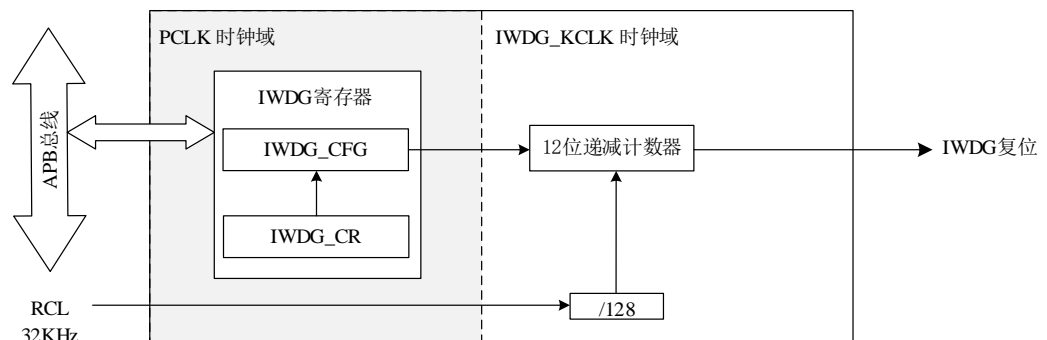 PCLK 时钟域
IWDG_KCLK 时钟域
APB总线
IWDG寄存器
IWDG_CFG
12位递减计数器
IWDG复位
IWDG_CR
RCL
32KHz
/128